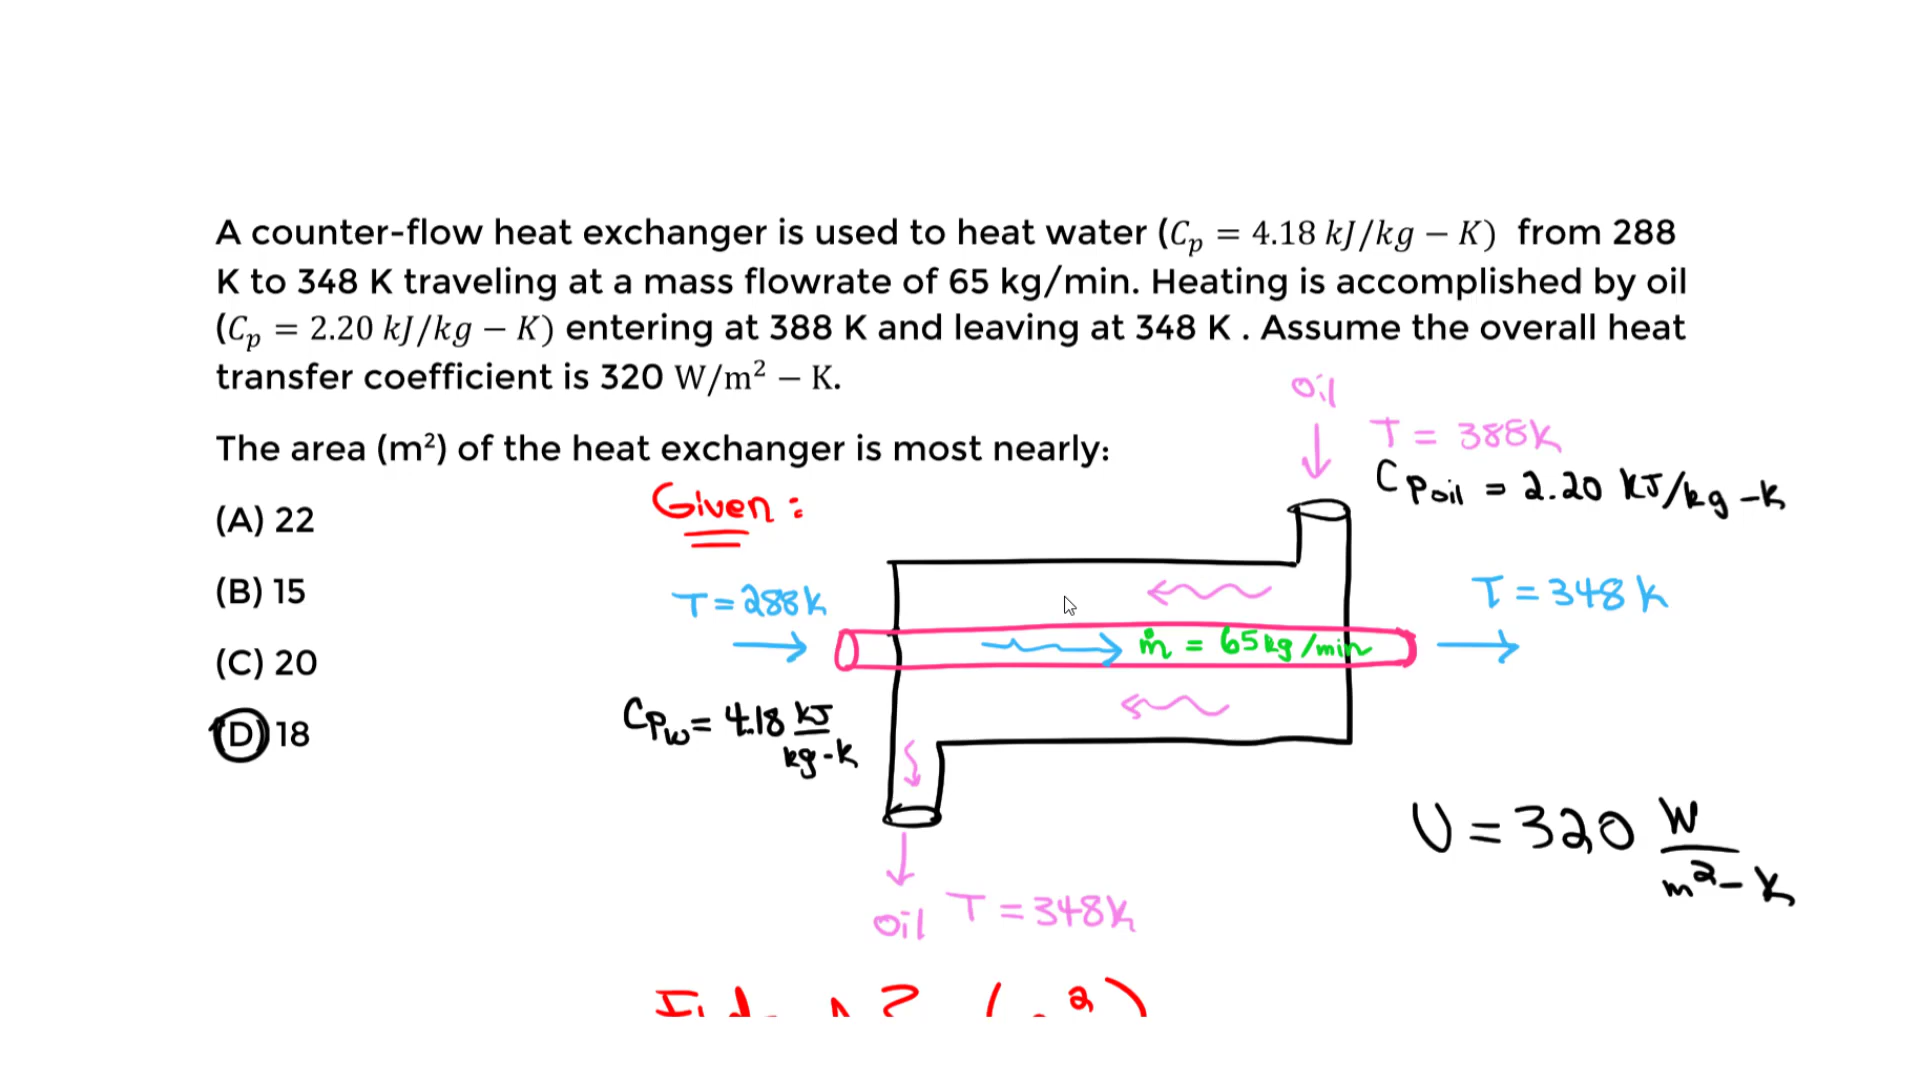 A counter-flow heat exchanger is used to heat water (Cₚ = 4.18 kJ/kg − K) from 288
K to 348 K traveling at a mass flowrate of 65 kg/min. Heating is accomplished by oil
(Cₚ = 2.20 kJ/kg − K) entering at 388 K and leaving at 348 K . Assume the overall heat
transfer coefficient is 320 W/m² − K.
The area (m²) of the heat exchanger is most nearly:
(A) 22
(B) 15
(C) 20
(D) 18
Given :
oil
T = 388K
Cp oil = 2.20 kJ/kg -K
T = 288K
T = 348 K
ṁ = 65 kg/min
Cpw = 4.18 kJ/kg-K
U = 320 W/m²-K
oil T = 348K